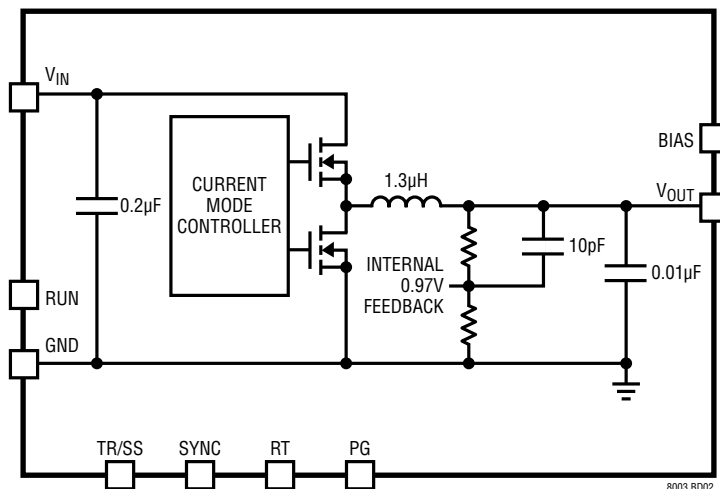 VIN
BIAS
1.3µH
VOUT
CURRENT
MODE
CONTROLLER
0.2µF
10pF
INTERNAL
0.97V
FEEDBACK
0.01µF
RUN
GND
TR/SS
SYNC
RT
PG
8003 BD02